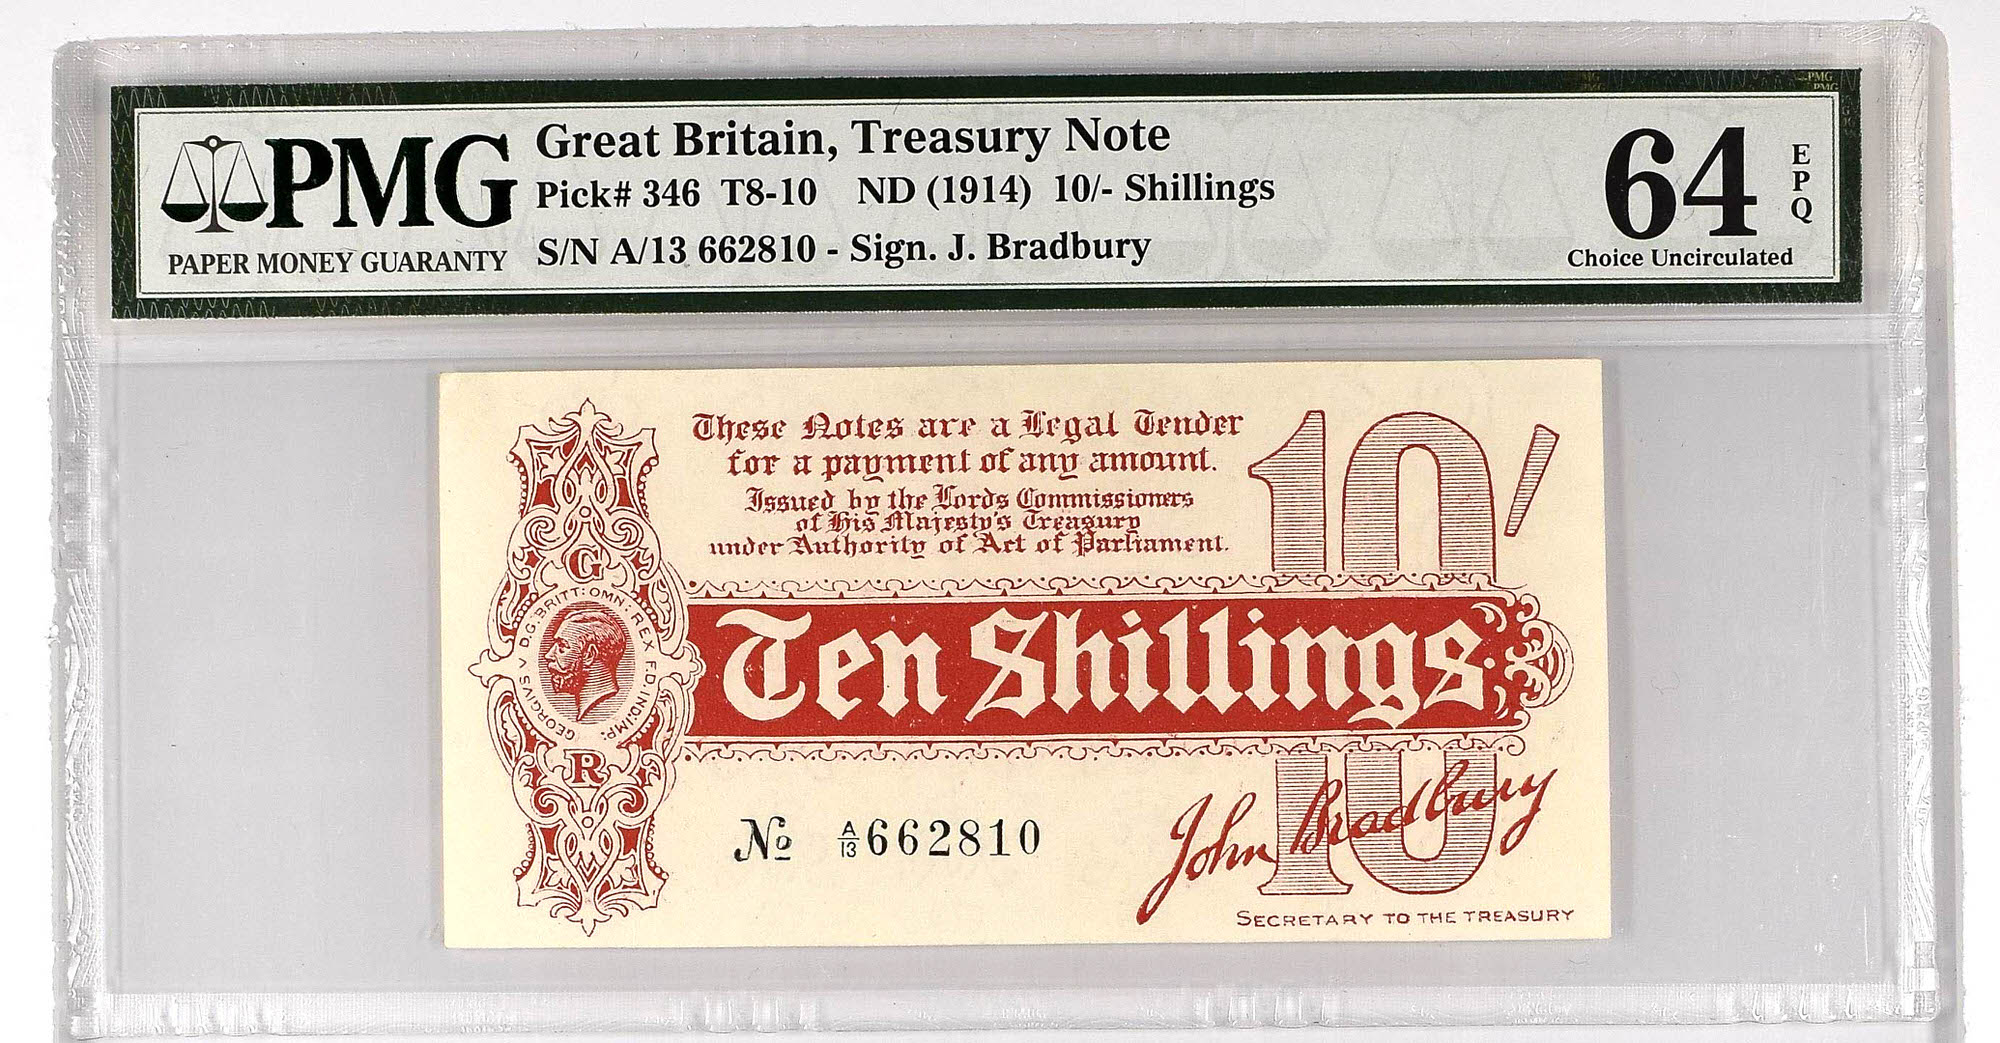 PMG
PAPER MONEY GUARANTY
Great Britain, Treasury Note
Pick# 346 T8-10 ND (1914) 10/- Shillings
S/N A/13 662810 - Sign. J. Bradbury
64
EPQ
Choice Uncirculated
These Notes are a Legal Tender
for a payment of any amount.
Issued by the Lords Commissioners
of His Majesty's Treasury
under Authority of Act of Parliament.
10/
G
GEORGIVS V D.G. BRITT: OMN: REX F.D: IND: IMP:
R
Ten Shillings
10
№ A/13 662810
John Bradbury
SECRETARY TO THE TREASURY